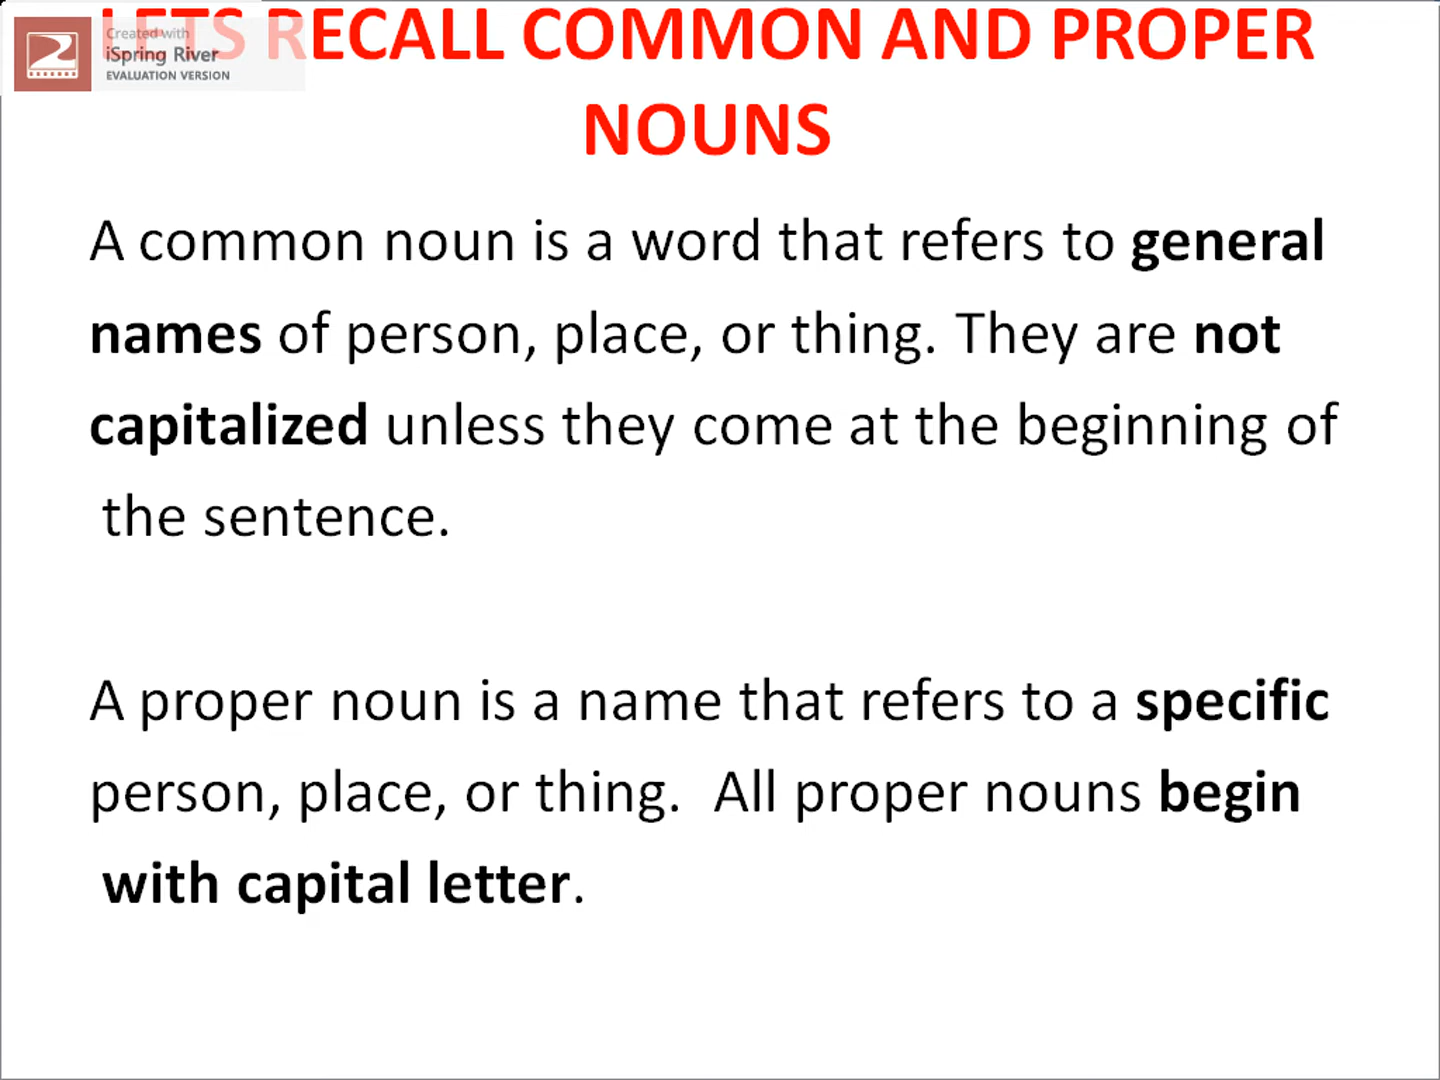 LETS RECALL COMMON AND PROPER
NOUNS
Created with
iSpring River
EVALUATION VERSION
A common noun is a word that refers to general
names of person, place, or thing. They are not
capitalized unless they come at the beginning of
the sentence.
A proper noun is a name that refers to a specific
person, place, or thing. All proper nouns begin
with capital letter.